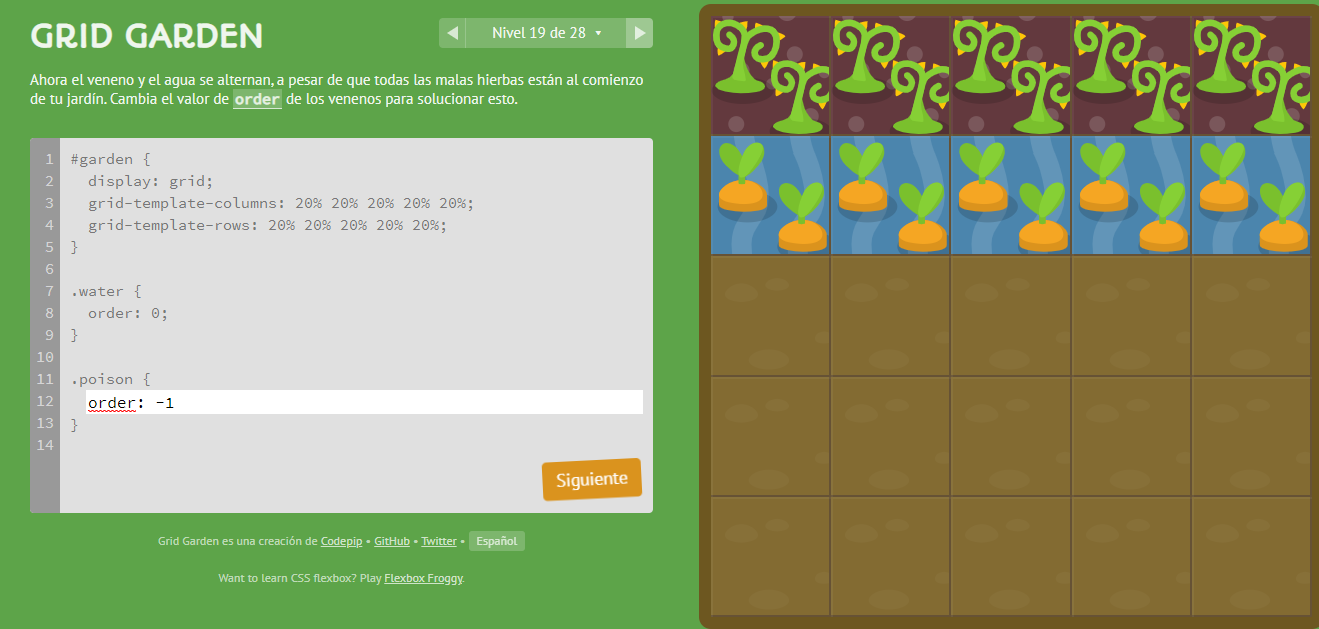 GRID GARDEN
◀ Nivel 19 de 28 ▾ ▶
Ahora el veneno y el agua se alternan, a pesar de que todas las malas hierbas están al comienzo
de tu jardín. Cambia el valor de order de los venenos para solucionar esto.
1 #garden {
2 display: grid;
3 grid-template-columns: 20% 20% 20% 20% 20%;
4 grid-template-rows: 20% 20% 20% 20% 20%;
5 }
6
7 .water {
8 order: 0;
9 }
10
11 .poison {
12 order: -1
13 }
14
Siguiente
Grid Garden es una creación de Codepip • GitHub • Twitter • Español
Want to learn CSS flexbox? Play Flexbox Froggy.